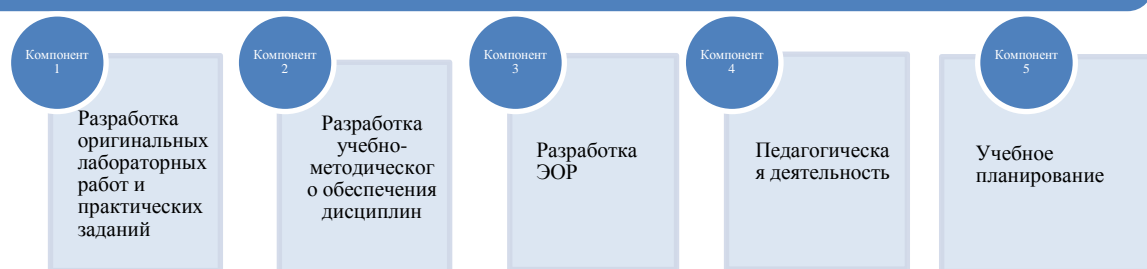 Компонент
1
Разработка
оригинальных
лабораторных
работ и
практических
заданий
Компонент
2
Разработка
учебно-
методическог
о обеспечения
дисциплин
Компонент
3
Разработка
ЭОР
Компонент
4
Педагогическа
я деятельность
Компонент
5
Учебное
планирование